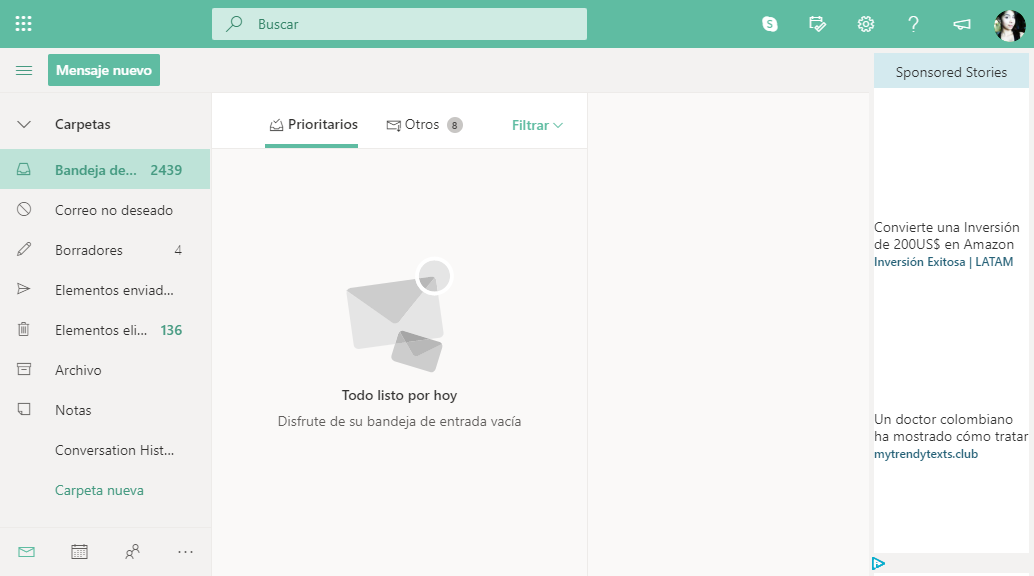 Buscar
Mensaje nuevo
Carpetas
Bandeja de... 2439
Correo no deseado
Borradores 4
Elementos enviad...
Elementos eli... 136
Archivo
Notas
Conversation Hist...
Carpeta nueva
Prioritarios Otros 8 Filtrar
Todo listo por hoy
Disfrute de su bandeja de entrada vacía
Sponsored Stories
Convierte una Inversión
de 200US$ en Amazon
Inversión Exitosa | LATAM
Un doctor colombiano
ha mostrado cómo tratar
mytrendytexts.club